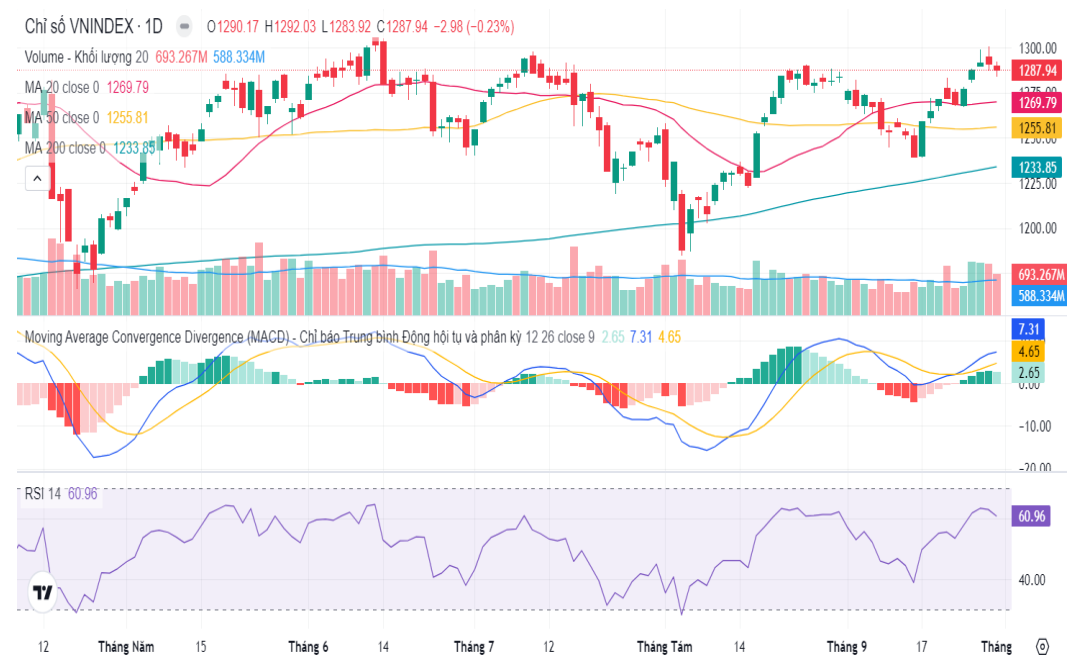 Chỉ số VNINDEX · 1D O1290.17 H1292.03 L1283.92 C1287.94 −2.98 (−0.23%)
Volume - Khối lượng 20 693.267M 588.334M
MA 20 close 0 1269.79
MA 50 close 0 1255.81
MA 200 close 0 1233.85
1300.00
1287.94
1275.00
1269.79
1255.81
1250.00
1233.85
1225.00
1200.00
693.267M
588.334M
Moving Average Convergence Divergence (MACD) - Chỉ báo Trung bình Động hội tụ và phân kỳ 12 26 close 9 2.65 7.31 4.65
7.31
4.65
2.65
0.00
−10.00
−20.00
RSI 14 60.96
60.96
40.00
12 Tháng Năm 15 Tháng 6 14 Tháng 7 12 Tháng Tám 14 Tháng 9 17 Tháng